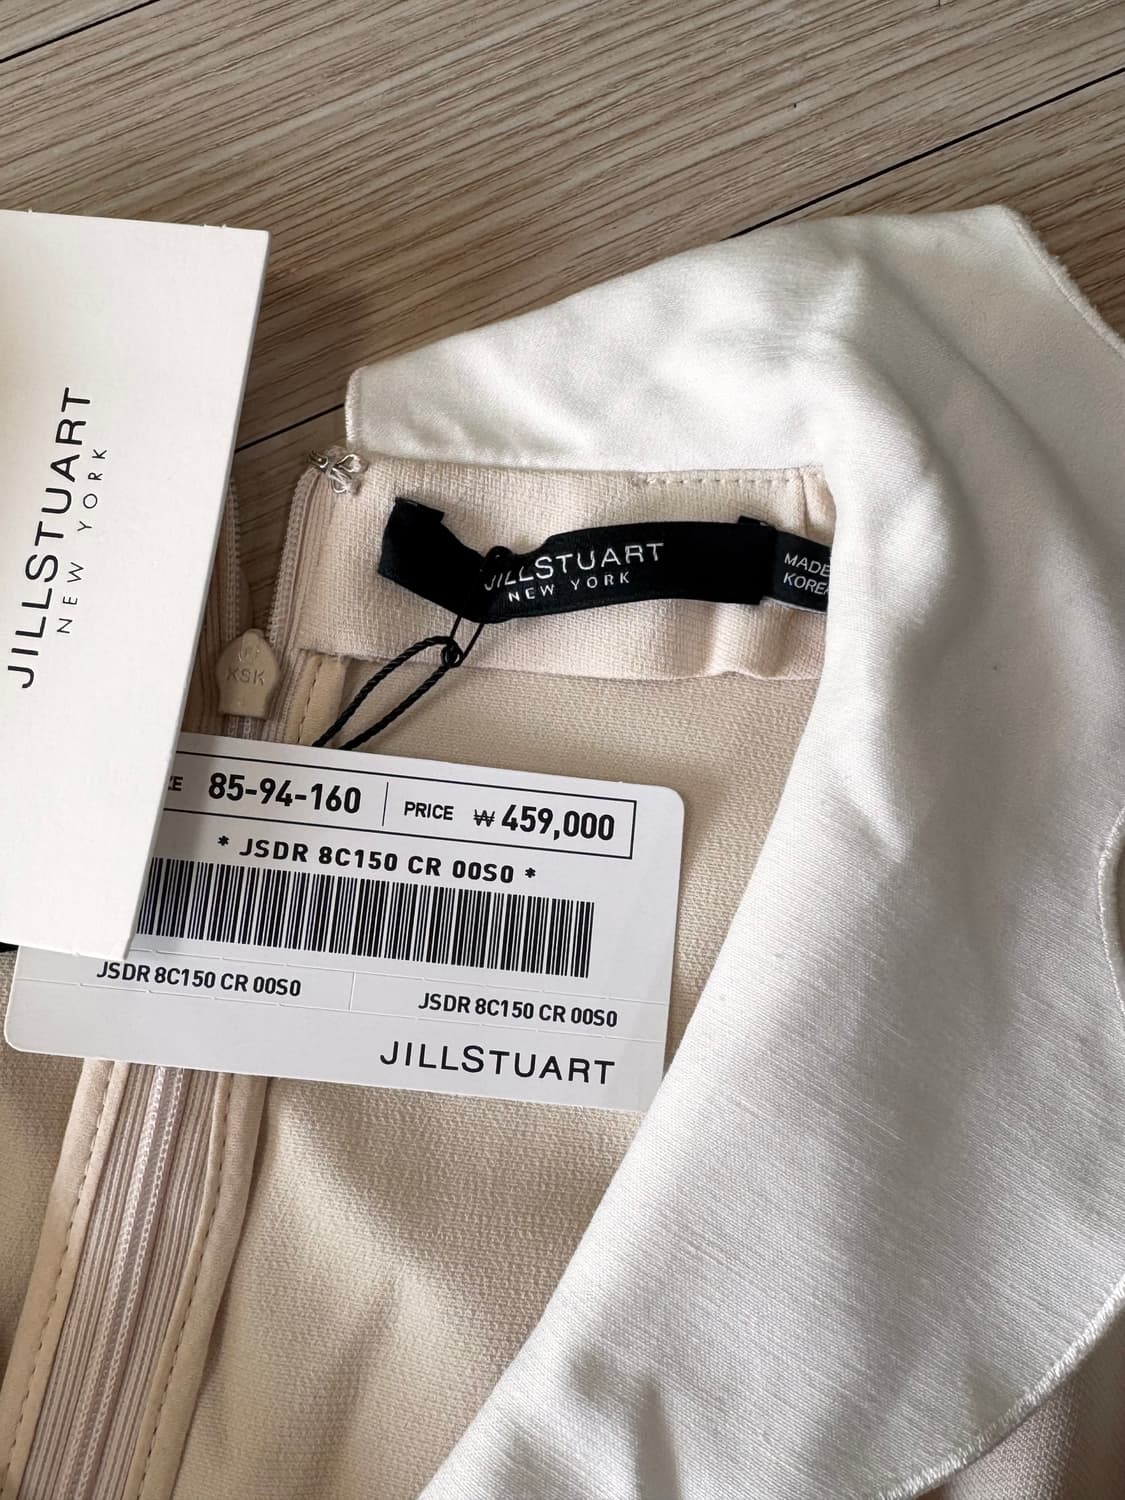 JILLSTUART
NEW YORK
JILLSTUART
NEW YORK
MADE
KOREA
KSK
85-94-160 PRICE ₩459,000
* JSDR 8C150 CR 00S0 *
JSDR 8C150 CR 00S0
JSDR 8C150 CR 00S0
JILLSTUART